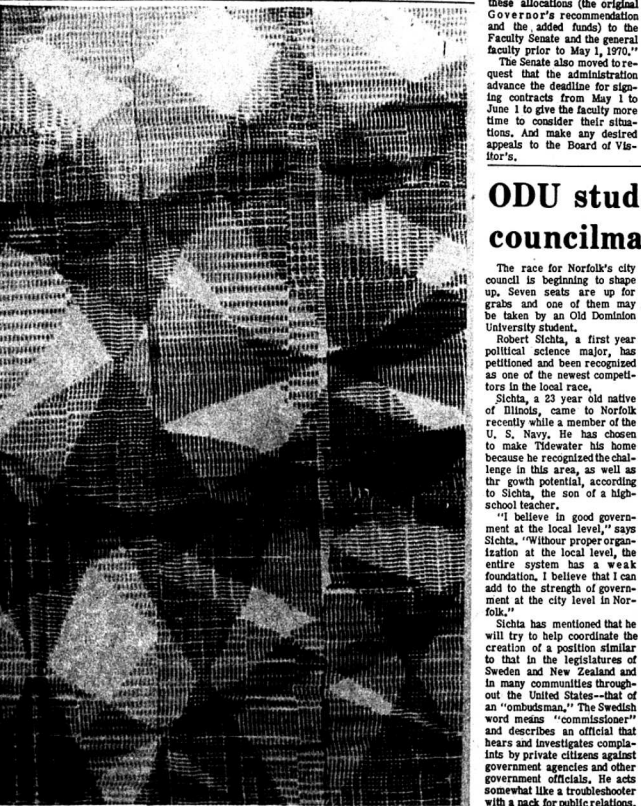 these allocations (the original
Governor's recommendation
and the added funds) to the
Faculty Senate and the general
faculty prior to May 1, 1970."
The Senate also moved to re-
quest that the administration
advance the deadline for sign-
ing contracts from May 1 to
June 1 to give the faculty more
time to consider their situa-
tions. And make any desired
appeals to the Board of Vis-
itor's.
ODU stud
councilma
The race for Norfolk's city
council is beginning to shape
up. Seven seats are up for
grabs and one of them may
be taken by an Old Dominion
University student.
Robert Sichta, a first year
political science major, has
petitioned and been recognized
as one of the newest competi-
tors in the local race.
Sichta, a 23 year old native
of Illinois, came to Norfolk
recently while a member of the
U. S. Navy. He has chosen
to make Tidewater his home
because he recognized the chal-
lenge in this area, as well as
thr gowth potential, according
to Sichta, the son of a high-
school teacher.
"I believe in good govern-
ment at the local level," says
Sichta. "Withour proper organ-
ization at the local level, the
entire system has a weak
foundation. I believe that I can
add to the strength of govern-
ment at the city level in Nor-
folk."
Sichta has mentioned that he
will try to help coordinate the
creation of a position similar
to that in the legislatures of
Sweden and New Zealand and
in many communities through-
out the United States--that of
an "ombudsman." The Swedish
word means "commissioner"
and describes an official that
hears and investigates compla-
ints by private citizens against
government agencies and other
government officials. He acts
somewhat like a troubleshooter
with a pack for public relations